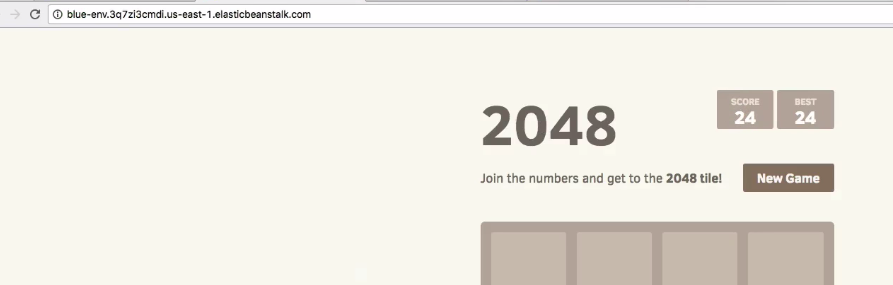 blue-env.3q7zi3cmdi.us-east-1.elasticbeanstalk.com
2048
SCORE
24
BEST
24
Join the numbers and get to the 2048 tile!
New Game